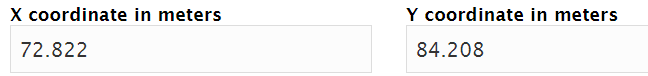 X coordinate in meters Y coordinate in meters
72.822 84.208